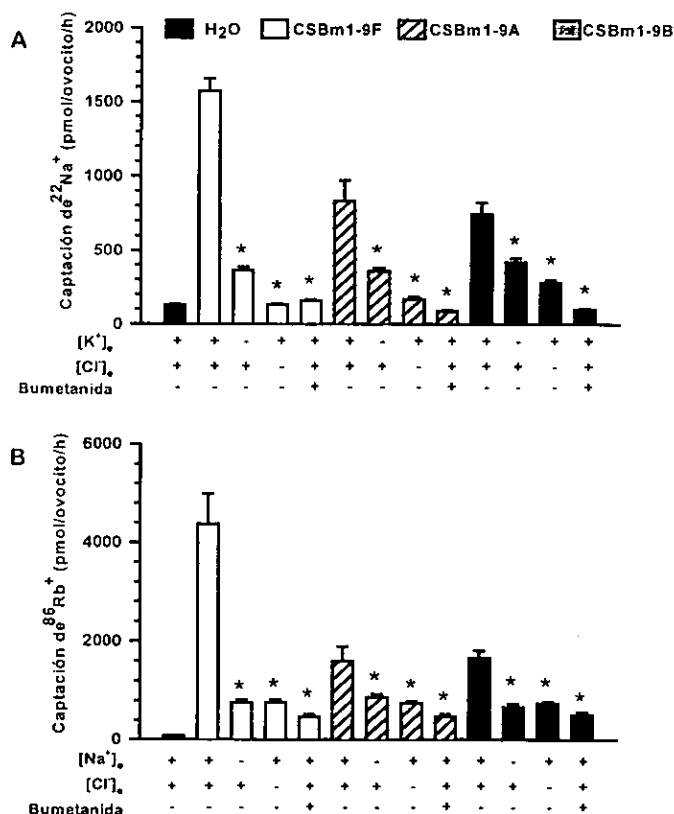 A
■ H₂O □ CSBm1-9F CSBm1-9A CSBm1-9B
Captación de ²²Na⁺ (pmol/ovocito/h)
2000
1500
1000
500
0
* * * * * * * * *
[K⁺]ₑ + + - + + + - + + + - + +
[Cl⁻]ₑ + + + - + + + - + + + - +
Bumetanida - - - - + - - - + - - - +
B
Captación de ⁸⁶Rb⁺ (pmol/ovocito/h)
6000
4000
2000
0
* * * * * * * * *
[Na⁺]ₑ + + - + + + - + + + - + +
[Cl⁻]ₑ + + + - + + + - + + + - +
Bumetanida - - - - + - - - + - - - +